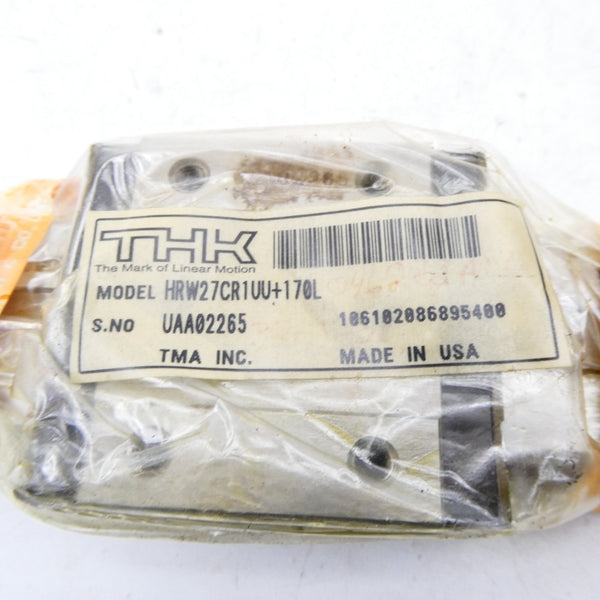 THK
The Mark of Linear Motion
MODEL HRW27CR1UU+170L
S.NO UAA02265 106102086895400
TMA INC. MADE IN USA